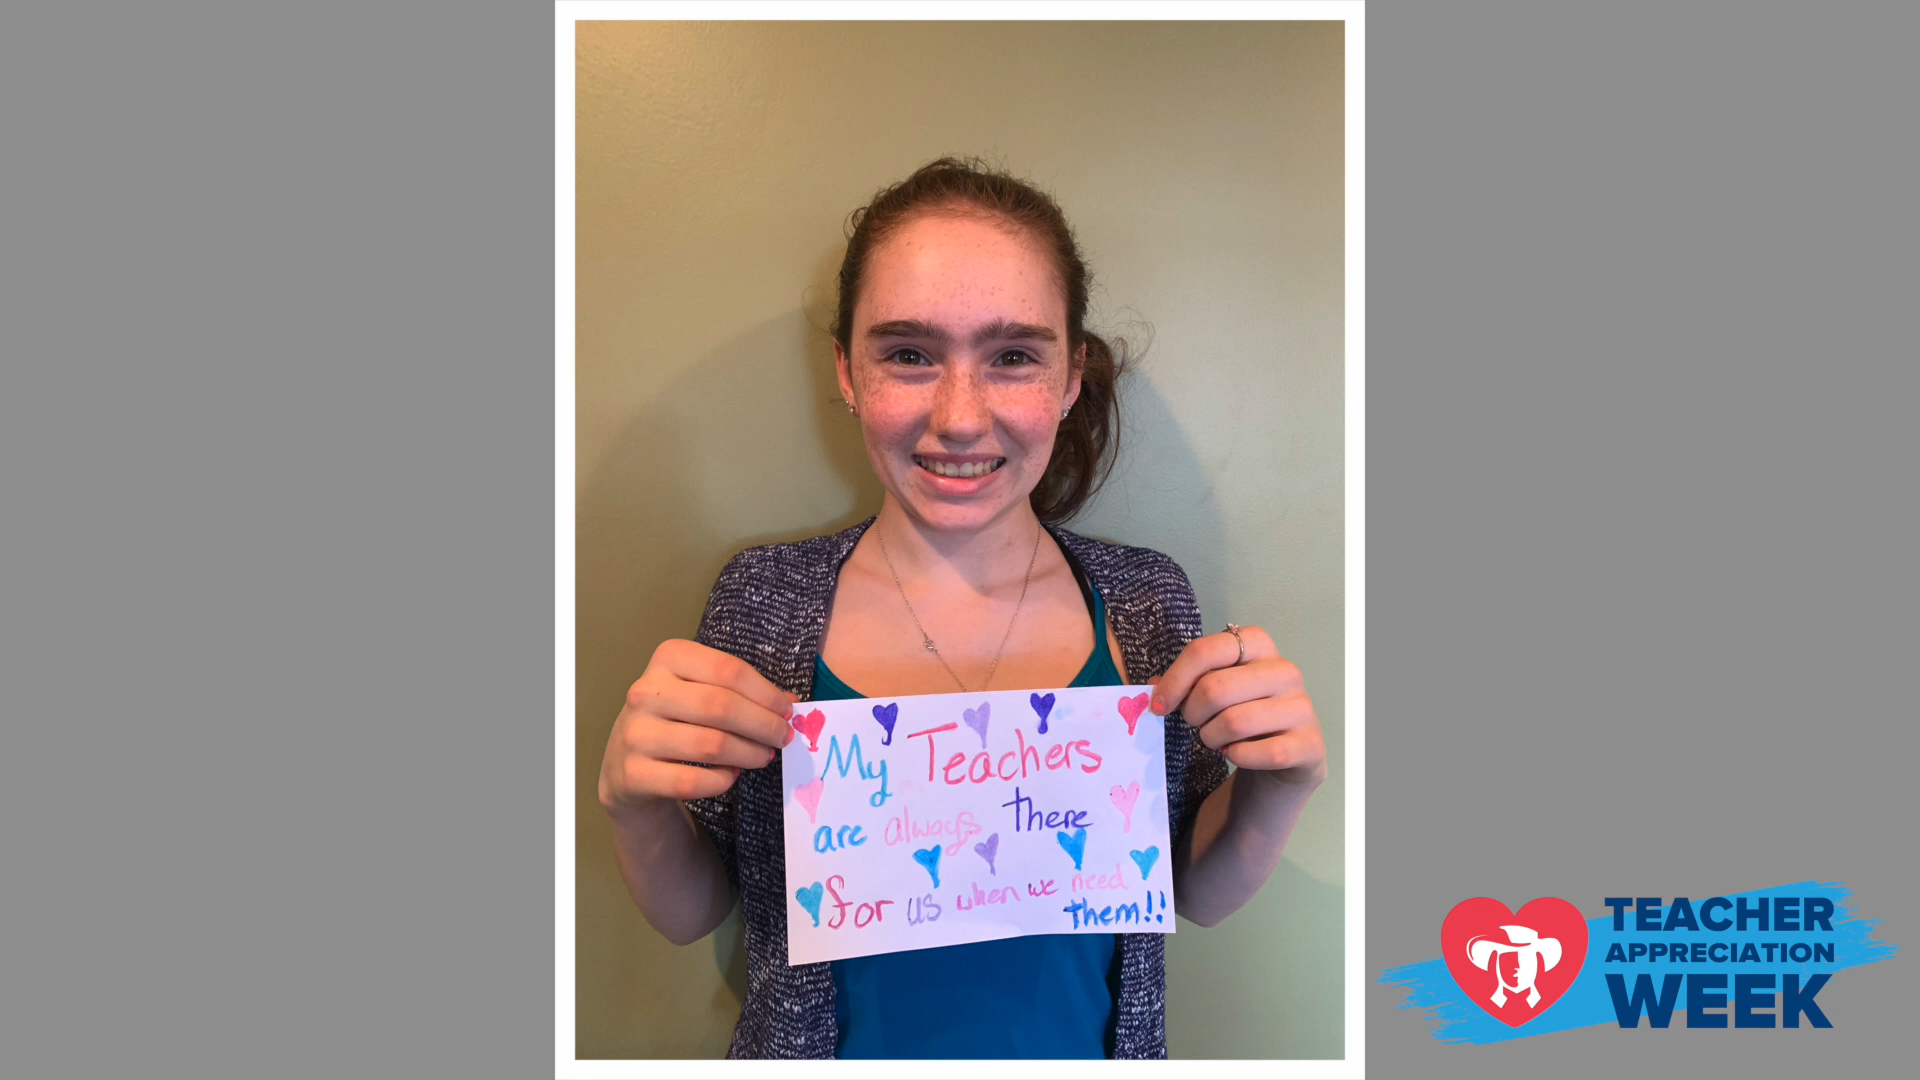 My Teachers
are always there
for us when we need
them!!
TEACHER
APPRECIATION
WEEK